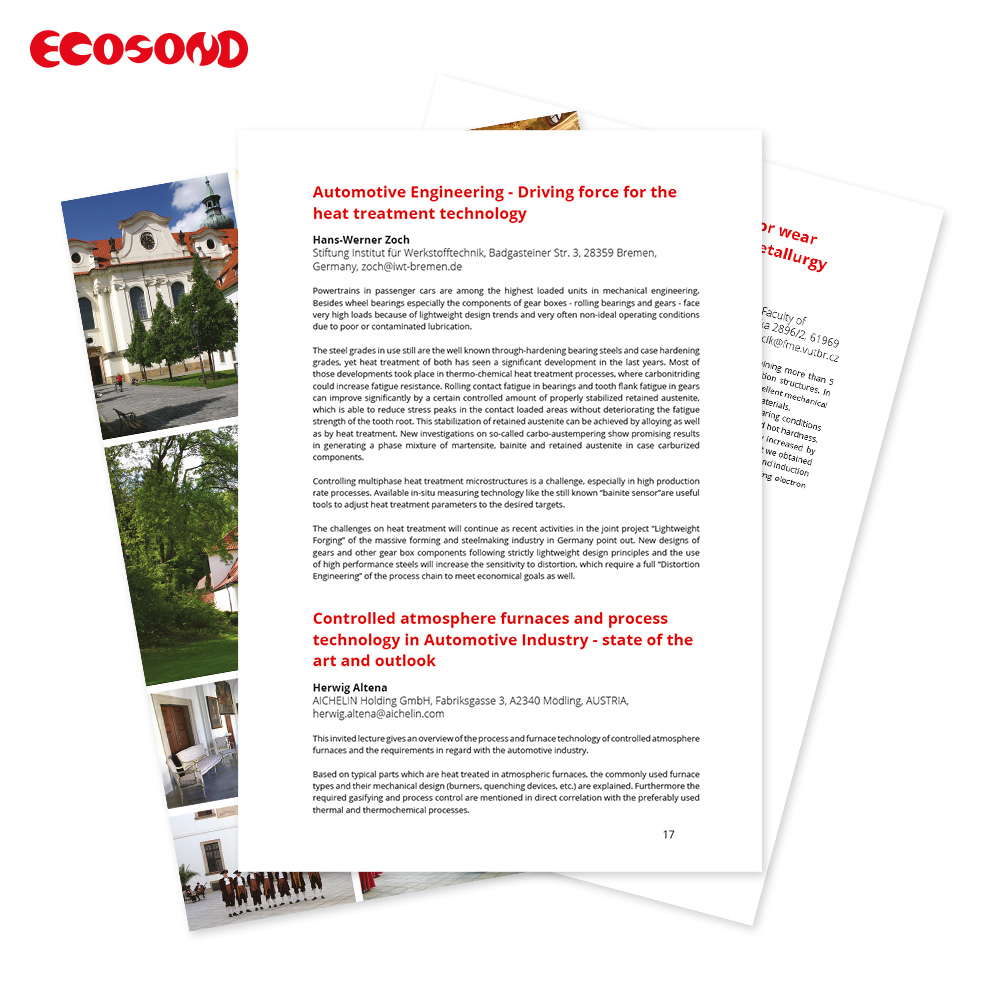 ECOSOND
Automotive Engineering - Driving force for the
heat treatment technology
Hans-Werner Zoch
Stiftung Institut für Werkstofftechnik, Badgasteiner Str. 3, 28359 Bremen,
Germany, zoch@iwt-bremen.de
Powertrains in passenger cars are among the highest loaded units in mechanical engineering.
Besides wheel bearings especially the components of gear boxes - rolling bearings and gears - face
very high loads because of lightweight design trends and very often non-ideal operating conditions
due to poor or contaminated lubrication.
The steel grades in use still are the well known through-hardening bearing steels and case hardening
grades, yet heat treatment of both has seen a significant development in the last years. Most of
those developments took place in thermo-chemical heat treatment processes, where carbonitriding
could increase fatigue resistance. Rolling contact fatigue in bearings and tooth flank fatigue in gears
can improve significantly by a certain controlled amount of properly stabilized retained austenite,
which is able to reduce stress peaks in the contact loaded areas without deteriorating the fatigue
strength of the tooth root. This stabilization of retained austenite can be achieved by alloying as well
as by heat treatment. New investigations on so-called carbo-austempering show promising results
in generating a phase mixture of martensite, bainite and retained austenite in case carburized
components.
Controlling multiphase heat treatment microstructures is a challenge, especially in high production
rate processes. Available in-situ measuring technology like the still known "bainite sensor"are useful
tools to adjust heat treatment parameters to the desired targets.
The challenges on heat treatment will continue as recent activities in the joint project "Lightweight
Forging" of the massive forming and steelmaking industry in Germany point out. New designs of
gears and other gear box components following strictly lightweight design principles and the use
of high performance steels will increase the sensitivity to distortion, which require a full "Distortion
Engineering" of the process chain to meet economical goals as well.
Controlled atmosphere furnaces and process
technology in Automotive Industry - state of the
art and outlook
Herwig Altena
AICHELIN Holding GmbH, Fabriksgasse 3, A2340 Mödling, AUSTRIA,
herwig.altena@aichelin.com
This invited lecture gives an overview of the process and furnace technology of controlled atmosphere
furnaces and the requirements in regard with the automotive industry.
Based on typical parts which are heat treated in atmospheric furnaces, the commonly used furnace
types and their mechanical design (burners, quenching devices, etc.) are explained. Furthermore the
required gasifying and process control are mentioned in direct correlation with the preferably used
thermal and thermochemical processes.
17
or wear
etallurgy
Faculty of
ka 2896/2, 61969
cik@fme.vutbr.cz
ining more than 5
tion structures. In
ellent mechanical
aterials,
aring conditions
d hot hardness.
y increased by
t we obtained
nd induction
ng electron